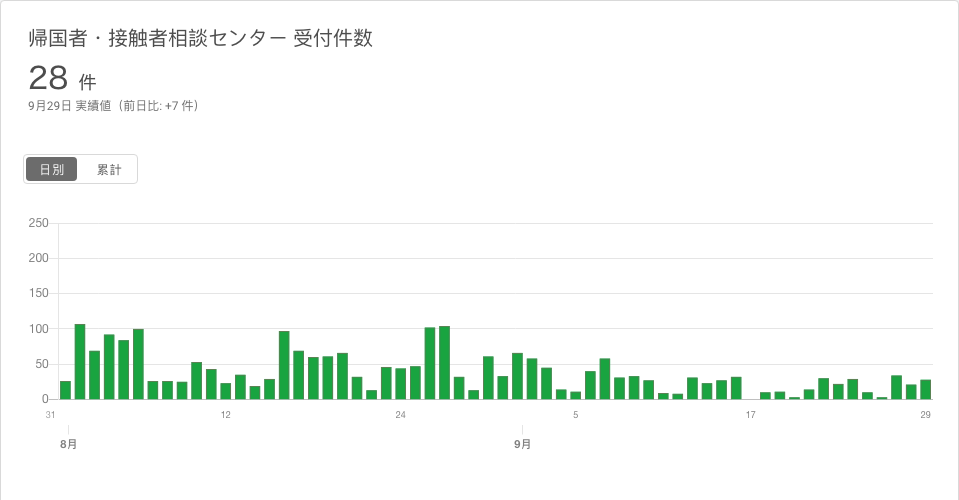 帰国者・接触者相談センター 受付件数
28 件
9月29日 実績値（前日比: +7 件）
日別 累計
250
200
150
100
50
0
31 12 24 5 17 29
8月 9月